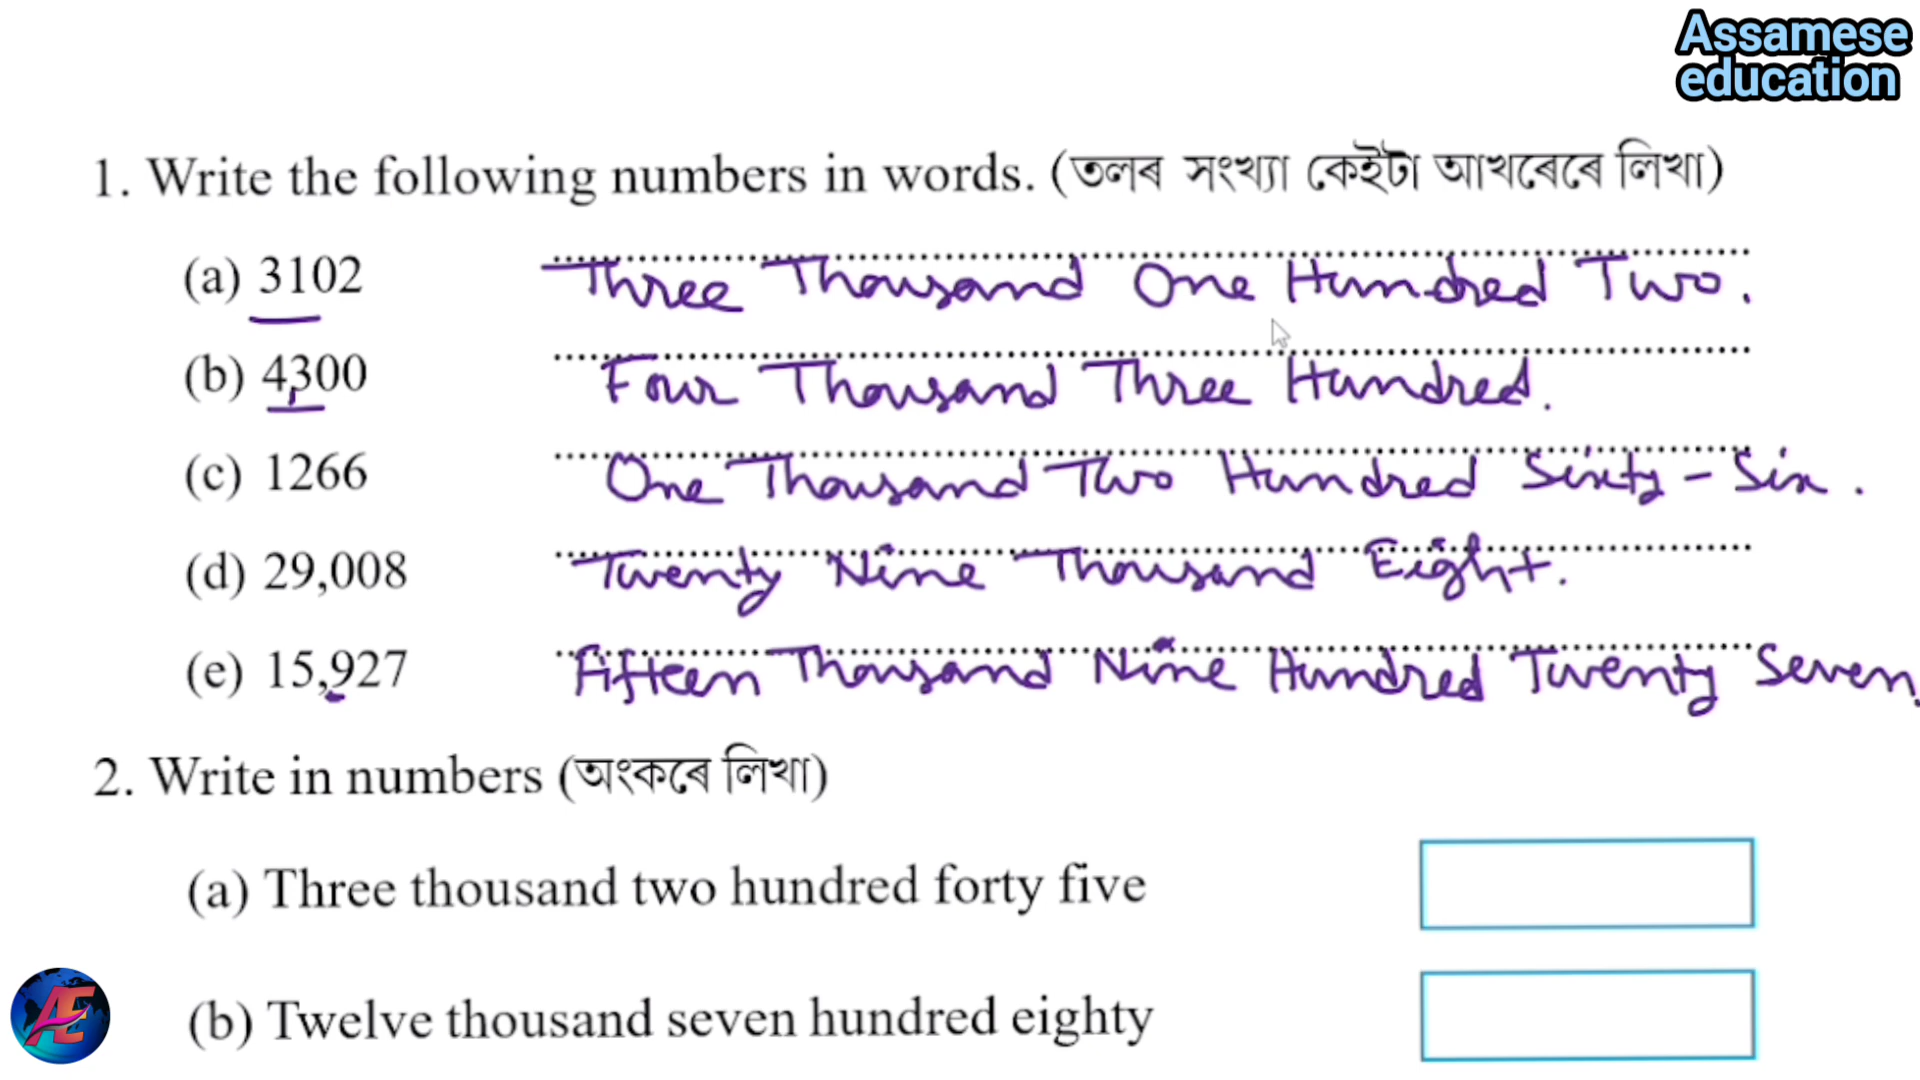 Assamese
education
1. Write the following numbers in words. (তলৰ সংখ্যা কেইটা আখৰেৰে লিখা)
(a) 3102 Three Thousand One Hundred Two.
(b) 4300 Four Thousand Three Hundred.
(c) 1266 One Thousand Two Hundred Sixty - Six.
(d) 29,008 Twenty Nine Thousand Eight.
(e) 15,927 Fifteen Thousand Nine Hundred Twenty Seven.
2. Write in numbers (অংকৰে লিখা)
(a) Three thousand two hundred forty five
(b) Twelve thousand seven hundred eighty
AE